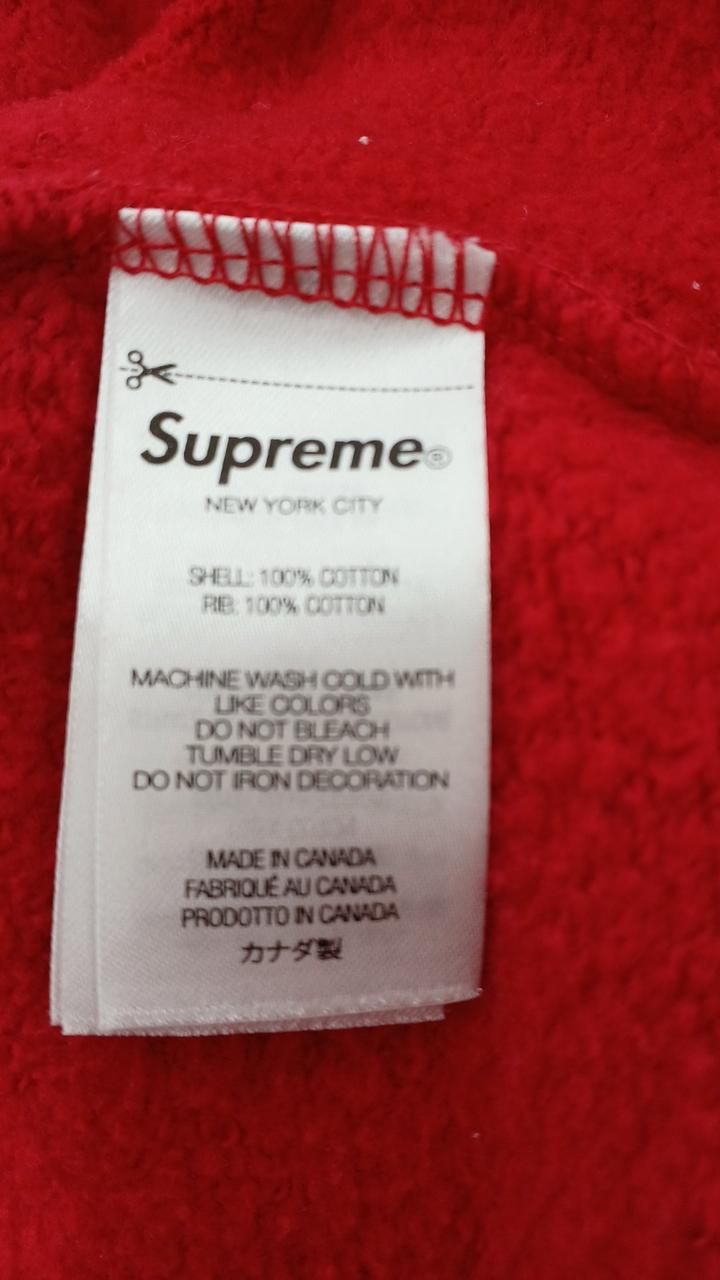 Supreme®
NEW YORK CITY
SHELL: 100% COTTON
RIB: 100% COTTON
MACHINE WASH COLD WITH
LIKE COLORS
DO NOT BLEACH
TUMBLE DRY LOW
DO NOT IRON DECORATION
MADE IN CANADA
FABRIQUÉ AU CANADA
PRODOTTO IN CANADA
カナダ製